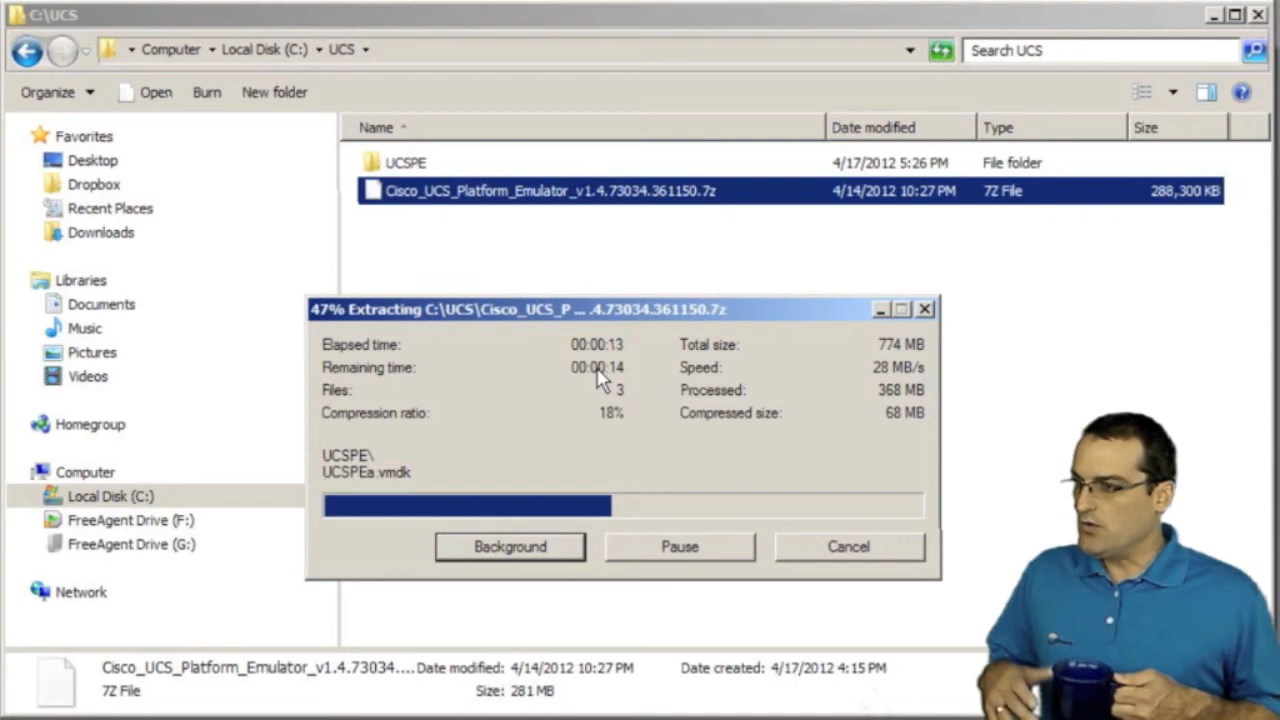 C:\UCS
Computer Local Disk (C:) UCS
Search UCS
Organize Open Burn New folder
Name Date modified Type Size
Favorites
Desktop
Dropbox
Recent Places
Downloads
Libraries
Documents
Music
Pictures
Videos
Homegroup
Computer
Local Disk (C:)
FreeAgent Drive (F:)
FreeAgent Drive (G:)
Network
UCSPE 4/17/2012 5:26 PM File folder
Cisco_UCS_Platform_Emulator_v1.4.73034.361150.7z 4/14/2012 10:27 PM 7Z File 288,300 KB
47% Extracting C:\UCS\Cisco_UCS_P ... .4.73034.361150.7z
Elapsed time: 00:00:13 Total size: 774 MB
Remaining time: 00:00:14 Speed: 28 MB/s
Files: 3 Processed: 368 MB
Compression ratio: 18% Compressed size: 68 MB
UCSPE\
UCSPEa.vmdk
Background Pause Cancel
Cisco_UCS_Platform_Emulator_v1.4.73034.... Date modified: 4/14/2012 10:27 PM Date created: 4/17/2012 4:15 PM
7Z File Size: 281 MB